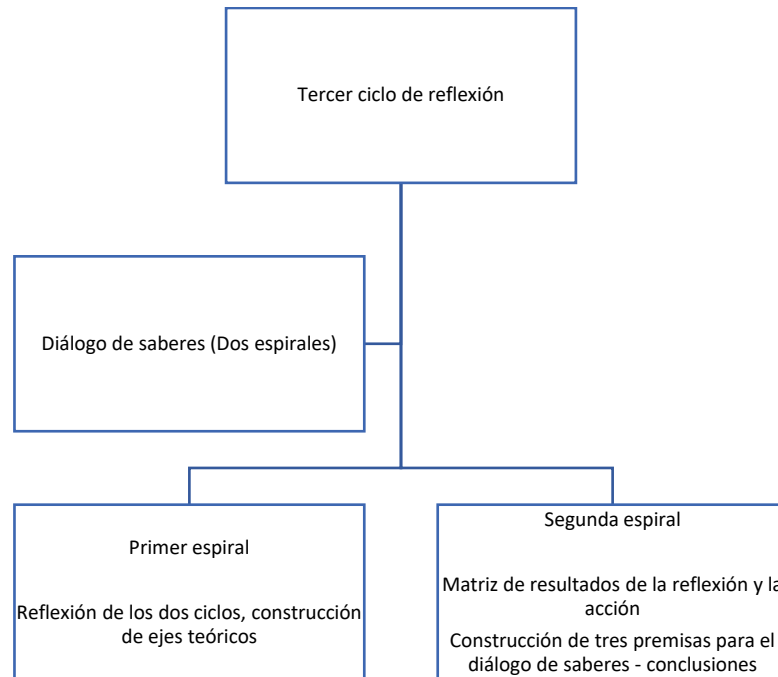 Tercer ciclo de reflexión
Diálogo de saberes (Dos espirales)
Primer espiral
Reflexión de los dos ciclos, construcción
de ejes teóricos
Segunda espiral
Matriz de resultados de la reflexión y la
acción
Construcción de tres premisas para el
diálogo de saberes - conclusiones